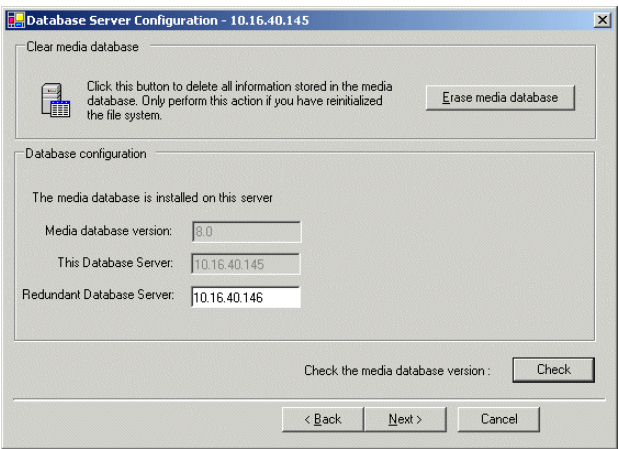 Database Server Configuration - 10.16.40.145
Clear media database
Click this button to delete all information stored in the media
database. Only perform this action if you have reinitialized
the file system.
Erase media database
Database configuration
The media database is installed on this server
Media database version: 8.0
This Database Server: 10.16.40.145
Redundant Database Server: 10.16.40.146
Check the media database version : Check
< Back Next > Cancel